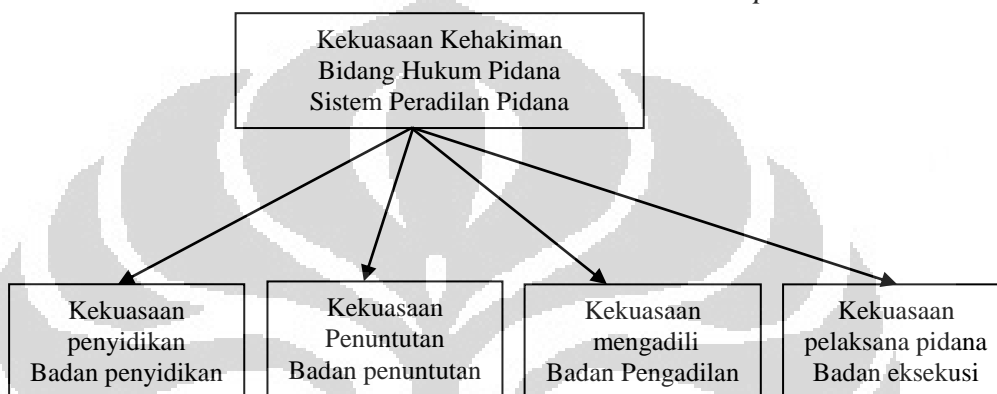 Kekuasaan Kehakiman
Bidang Hukum Pidana
Sistem Peradilan Pidana
Kekuasaan
penyidikan
Badan penyidikan
Kekuasaan
Penuntutan
Badan penuntutan
Kekuasaan
mengadili
Badan Pengadilan
Kekuasaan
pelaksana pidana
Badan eksekusi